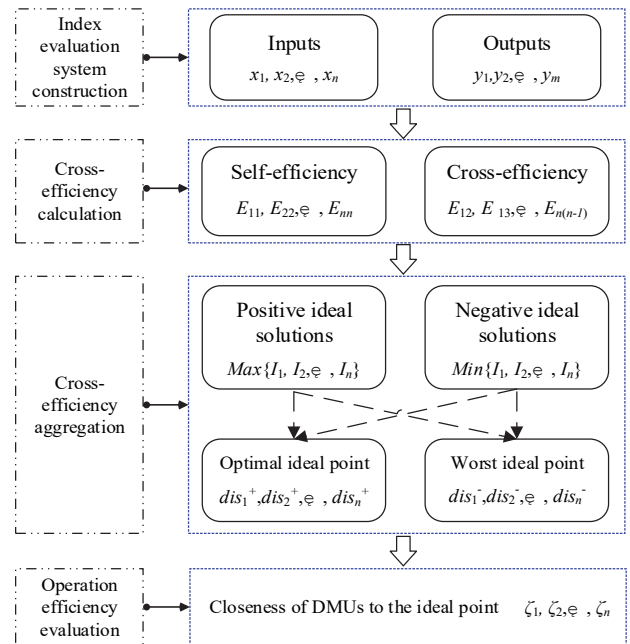 Index
evaluation
system
construction
Inputs
x1, x2,ҿ , xn
Outputs
y1,y2,ҿ , ym
Cross-
efficiency
calculation
Self-efficiency
E11, E22,ҿ , Enn
Cross-efficiency
E12, E 13,ҿ , En(n-1)
Cross-
efficiency
aggregation
Positive ideal
solutions
Max{I1, I2,ҿ , In}
Negative ideal
solutions
Min{I1, I2,ҿ , In}
Optimal ideal point
dis1+,dis2+,ҿ , disn+
Worst ideal point
dis1-,dis2-,ҿ , disn-
Operation
efficiency
evaluation
Closeness of DMUs to the ideal point ζ1, ζ2,ҿ , ζn